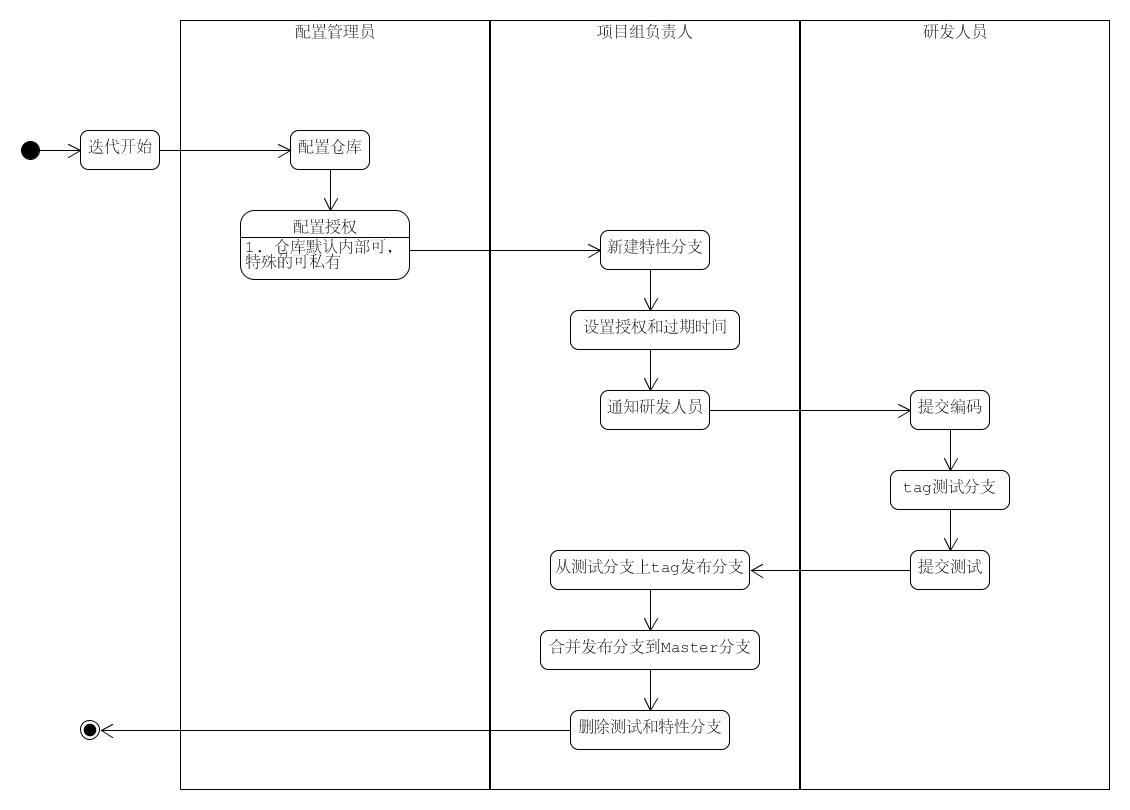 配置管理员
项目组负责人
研发人员
迭代开始
配置仓库
配置授权
1. 仓库默认内部可,
特殊的可私有
新建特性分支
设置授权和过期时间
通知研发人员
提交编码
tag测试分支
提交测试
从测试分支上tag发布分支
合并发布分支到Master分支
删除测试和特性分支